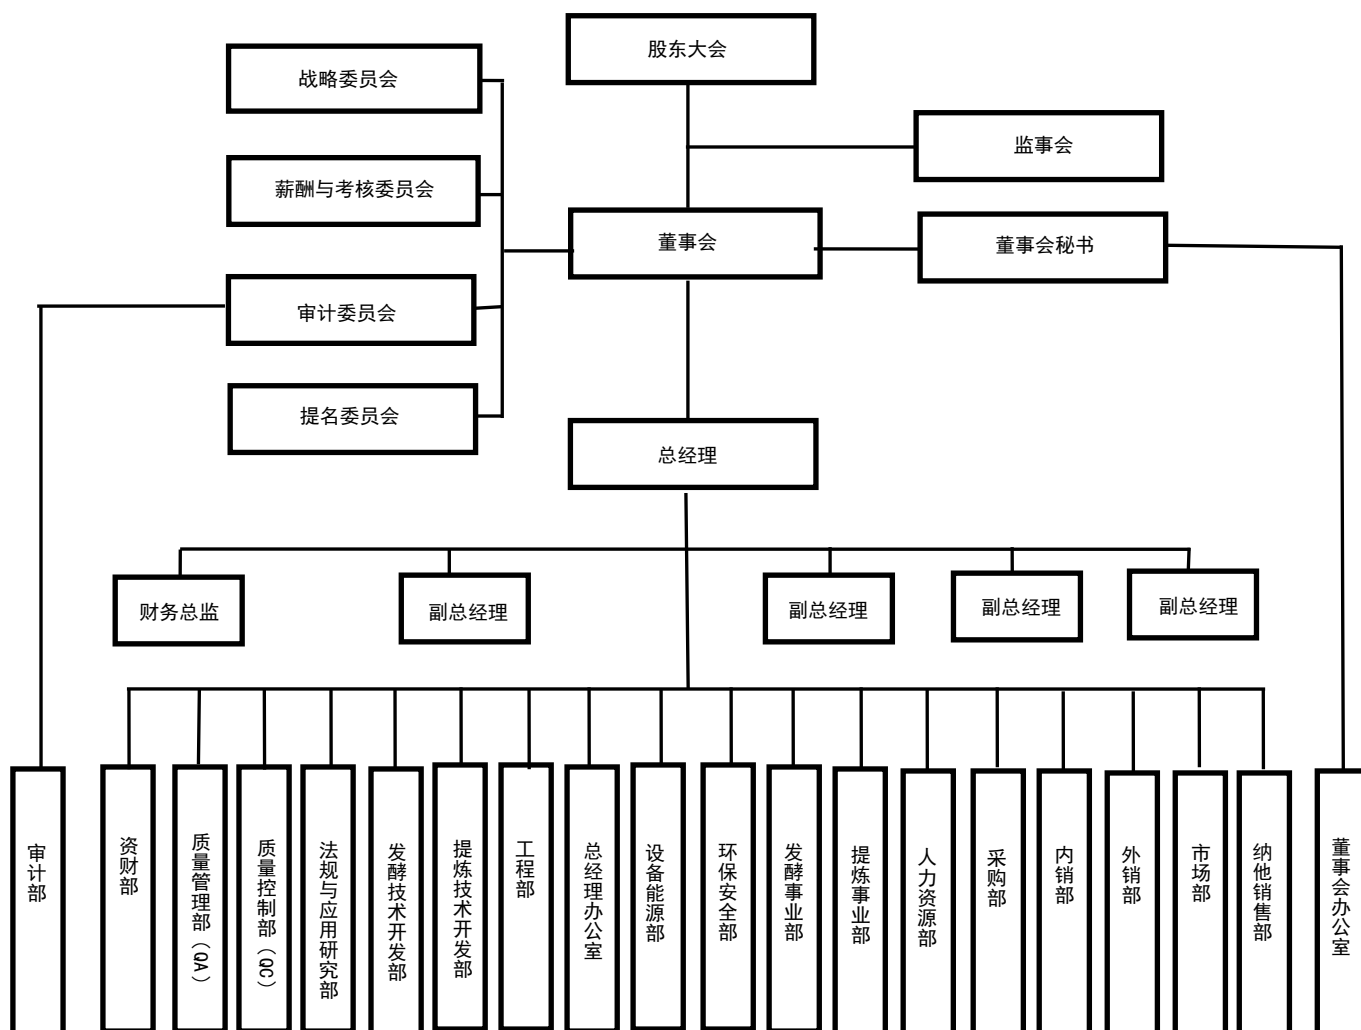 股东大会
战略委员会
监事会
薪酬与考核委员会
董事会
董事会秘书
审计委员会
提名委员会
总经理
财务总监
副总经理
副总经理
副总经理
副总经理
审计部
资财部
质量管理部（QA）
质量控制部（QC）
法规与应用研究部
发酵技术开发部
提炼技术开发部
工程部
总经理办公室
设备能源部
环保安全部
发酵事业部
提炼事业部
人力资源部
采购部
内销部
外销部
市场部
纳他销售部
董事会办公室